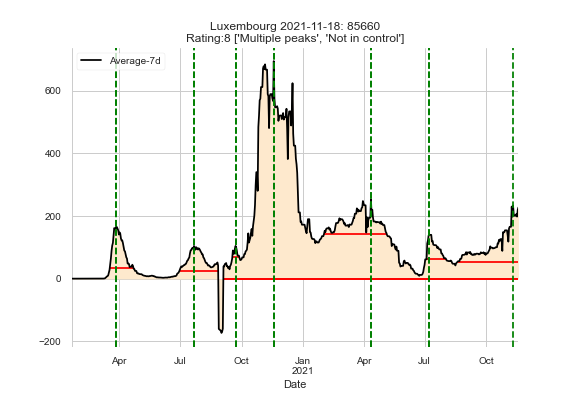 Luxembourg 2021-11-18: 85660
Rating:8 ['Multiple peaks', 'Not in control']
Average-7d
600
400
200
0
−200
Apr
Jul
Oct
Jan
2021
Apr
Jul
Oct
Date